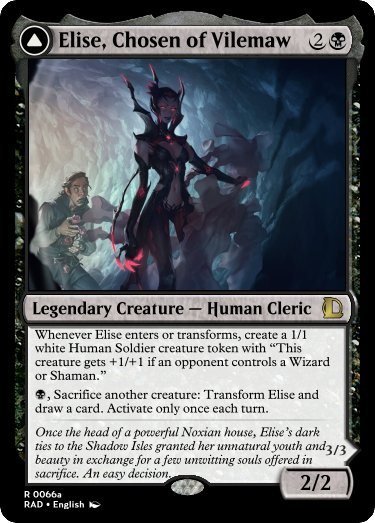 Elise, Chosen of Vilemaw 2
Legendary Creature — Human Cleric
Whenever Elise enters or transforms, create a 1/1
white Human Soldier creature token with “This
creature gets +1/+1 if an opponent controls a Wizard
or Shaman.”
, Sacrifice another creature: Transform Elise and
draw a card. Activate only once each turn.
Once the head of a powerful Noxian house, Elise's dark
ties to the Shadow Isles granted her unnatural youth and
beauty in exchange for a few unwitting souls offered in
sacrifice. An easy decision.
3/3
2/2
R 0066a
RAD • English